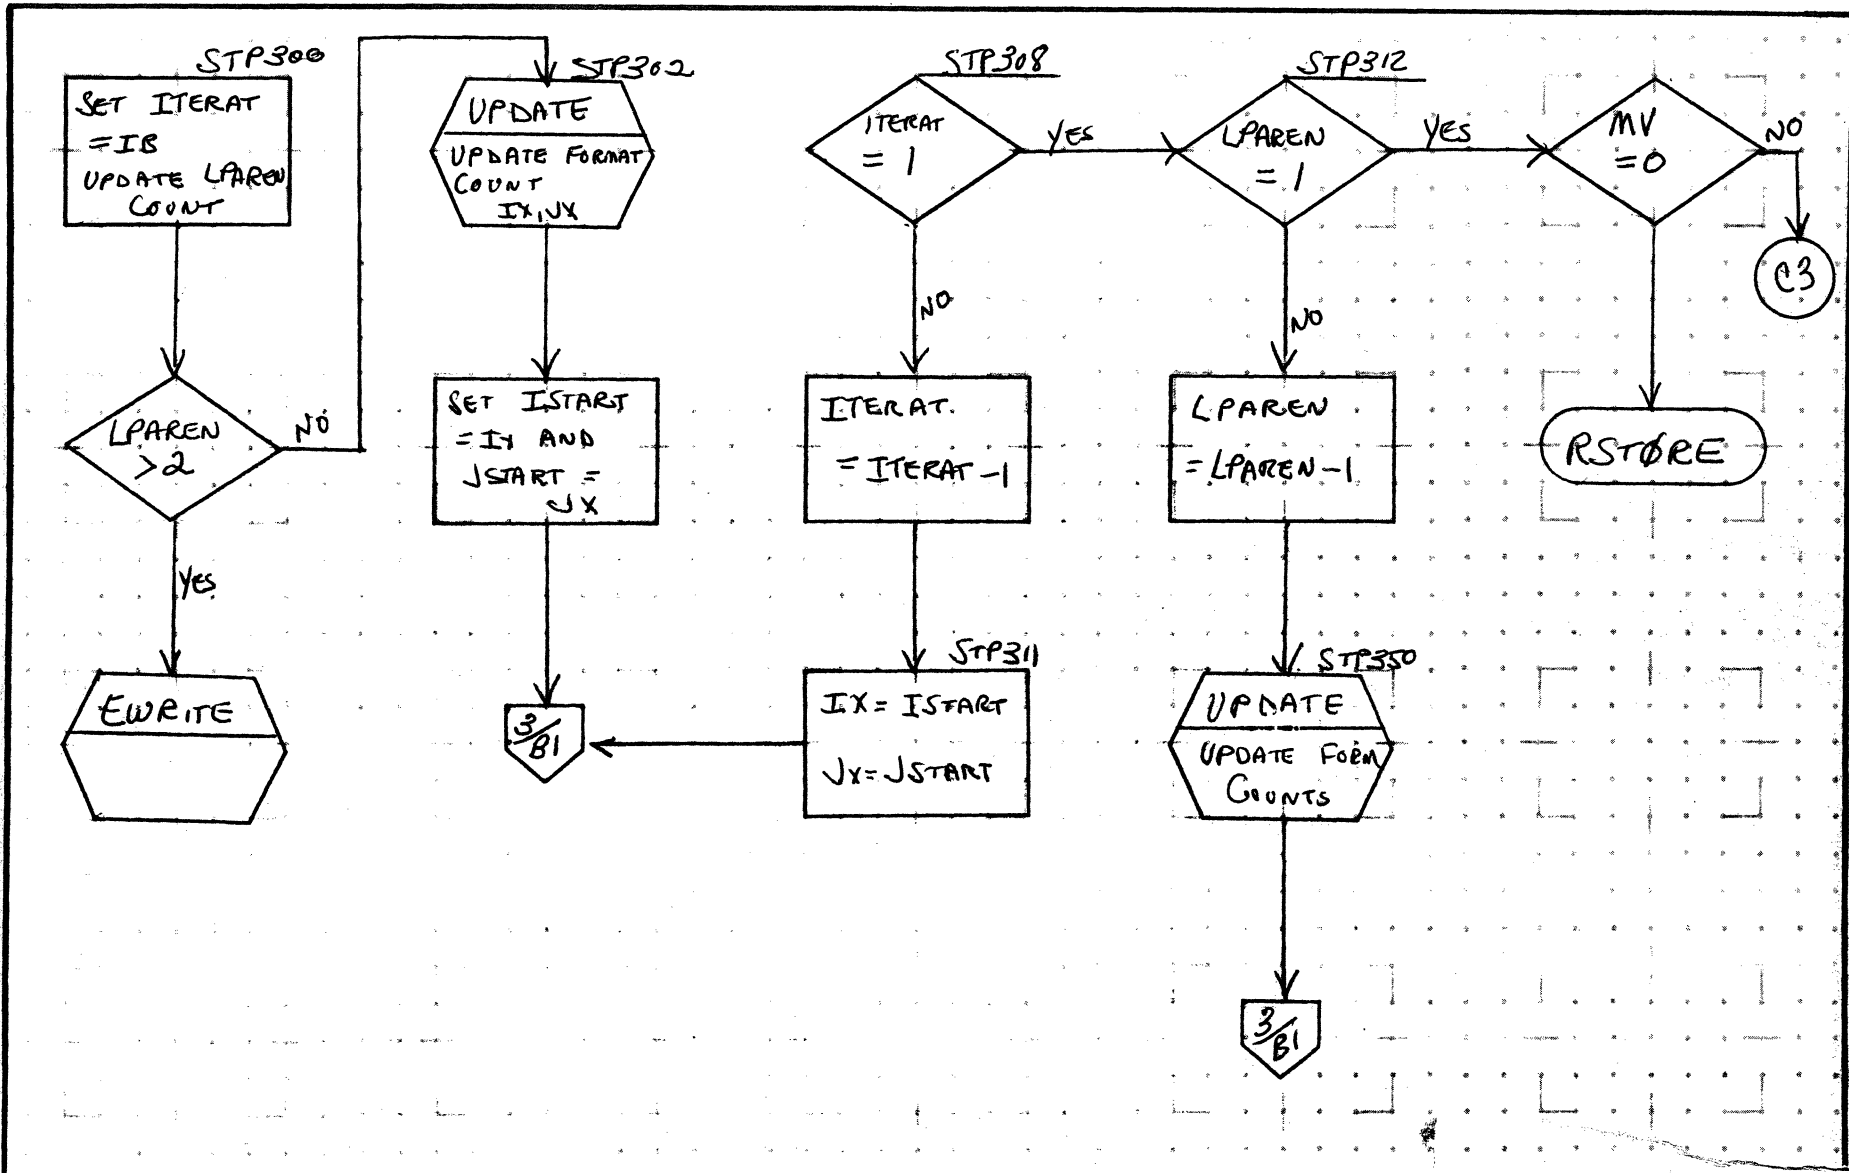 STP300
SET ITERAT
=IB
UPDATE LPAREN
COUNT
LPAREN
>2
NO
YES
EWRITE
STP302
UPDATE
UPDATE FORMAT
COUNT
IX,JX
SET ISTART
=IX AND
JSTART =
JX
3/B1
STP308
ITERAT
= 1
YES
NO
ITERAT.
= ITERAT-1
STP311
IX = ISTART
JX = JSTART
STP312
LPAREN
= 1
YES
NO
LPAREN
= LPAREN-1
STP350
UPDATE
UPDATE FORM
COUNTS
3/B1
MV
=0
NO
C3
RSTØRE